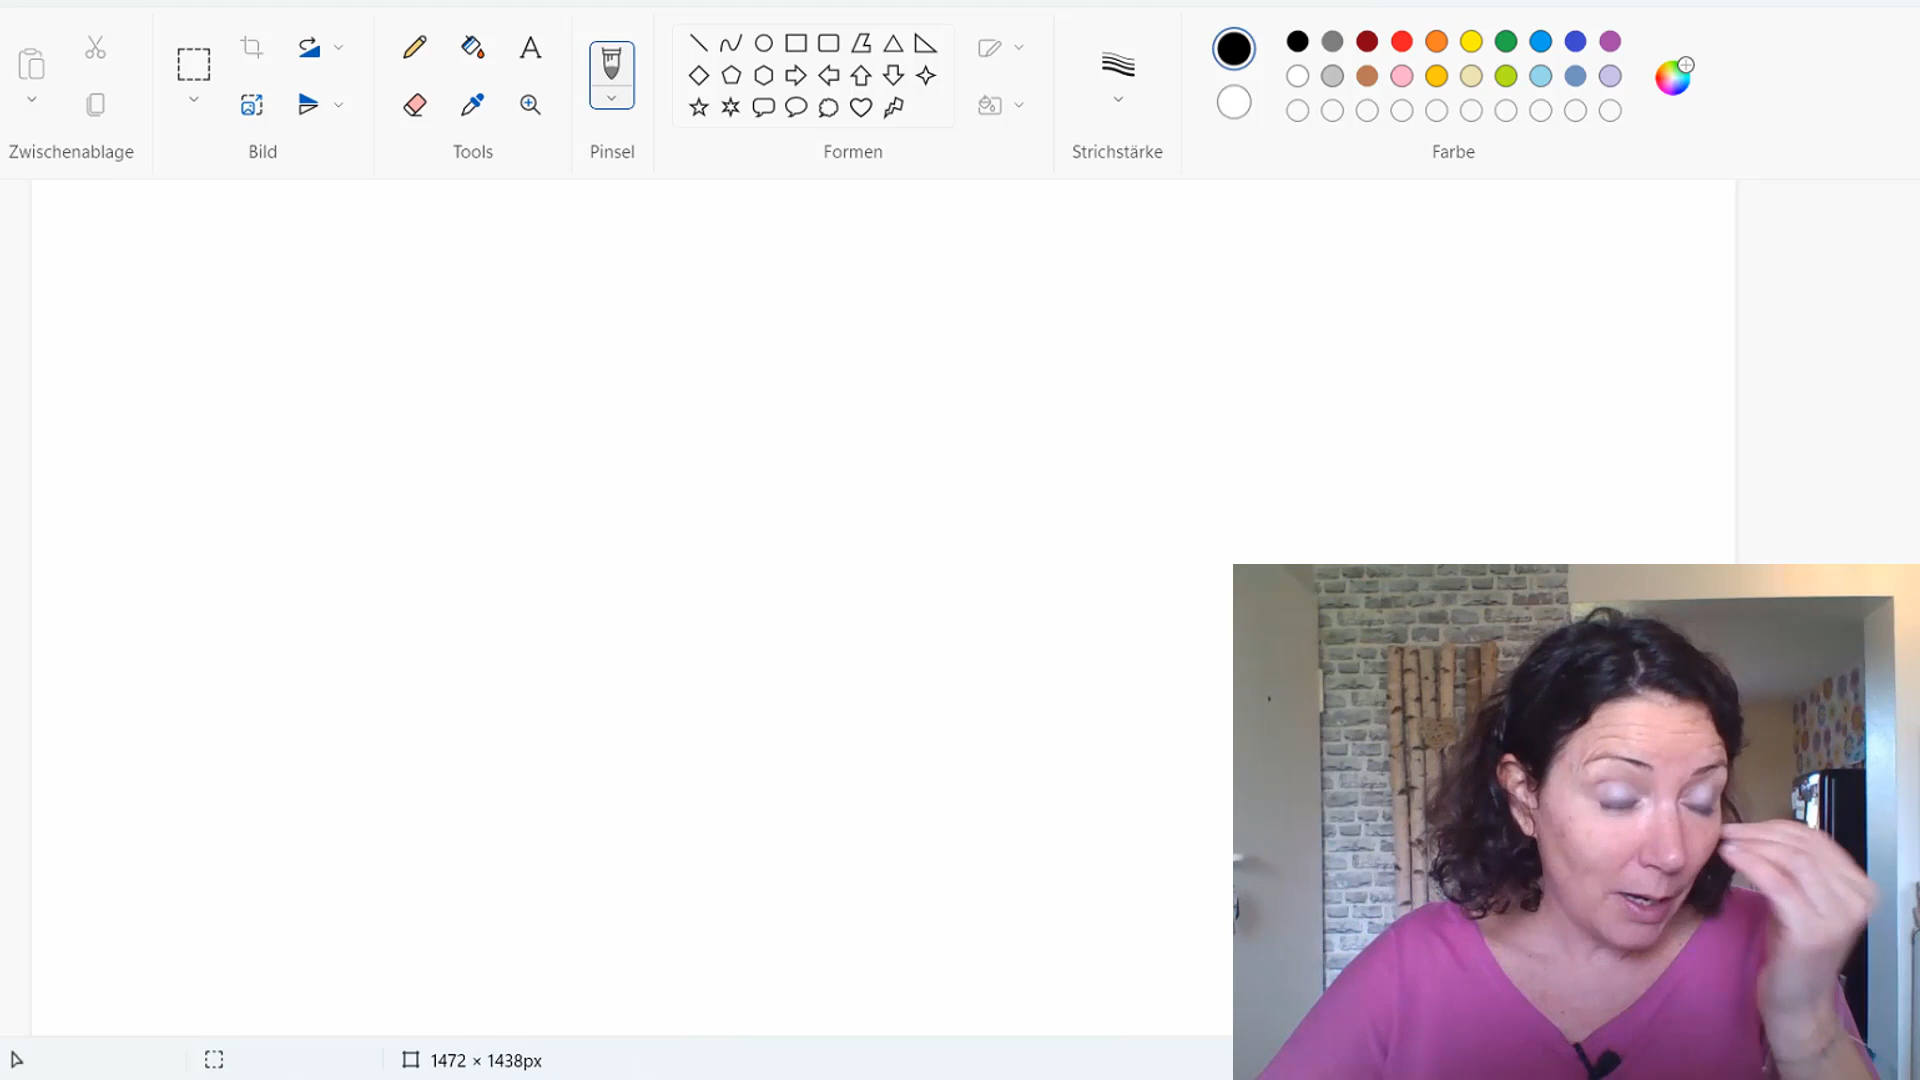 Zwischenablage
Bild
Tools
Pinsel
Formen
Strichstärke
Farbe
1472 × 1438px